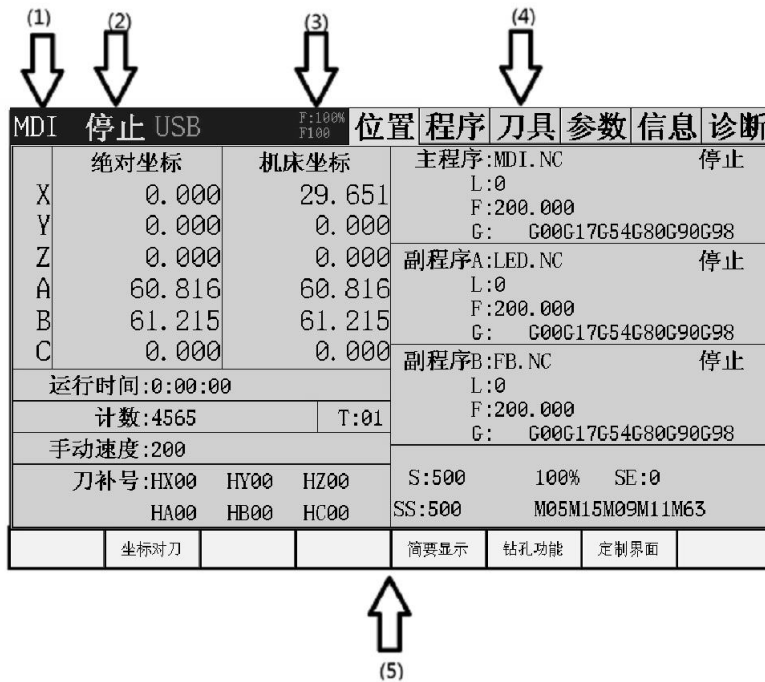 (1) (2) (3) (4)
MDI 停止 USB F:100% F100 位置 程序 刀具 参数 信息 诊断
绝对坐标 机床坐标
X 0.000 29.651
Y 0.000 0.000
Z 0.000 0.000
A 60.816 60.816
B 61.215 61.215
C 0.000 0.000
运行时间:0:00:00
计数:4565 T:01
手动速度:200
刀补号:HX00 HY00 HZ00
HA00 HB00 HC00
主程序:MDI.NC 停止
L:0
F:200.000
G: G00G17G54G80G90G98
副程序A:LED.NC 停止
L:0
F:200.000
G: G00G17G54G80G90G98
副程序B:FB.NC 停止
L:0
F:200.000
G: G00G17G54G80G90G98
S:500 100% SE:0
SS:500 M05M15M09M11M63
坐标对刀 简要显示 钻孔功能 定制界面
(5)